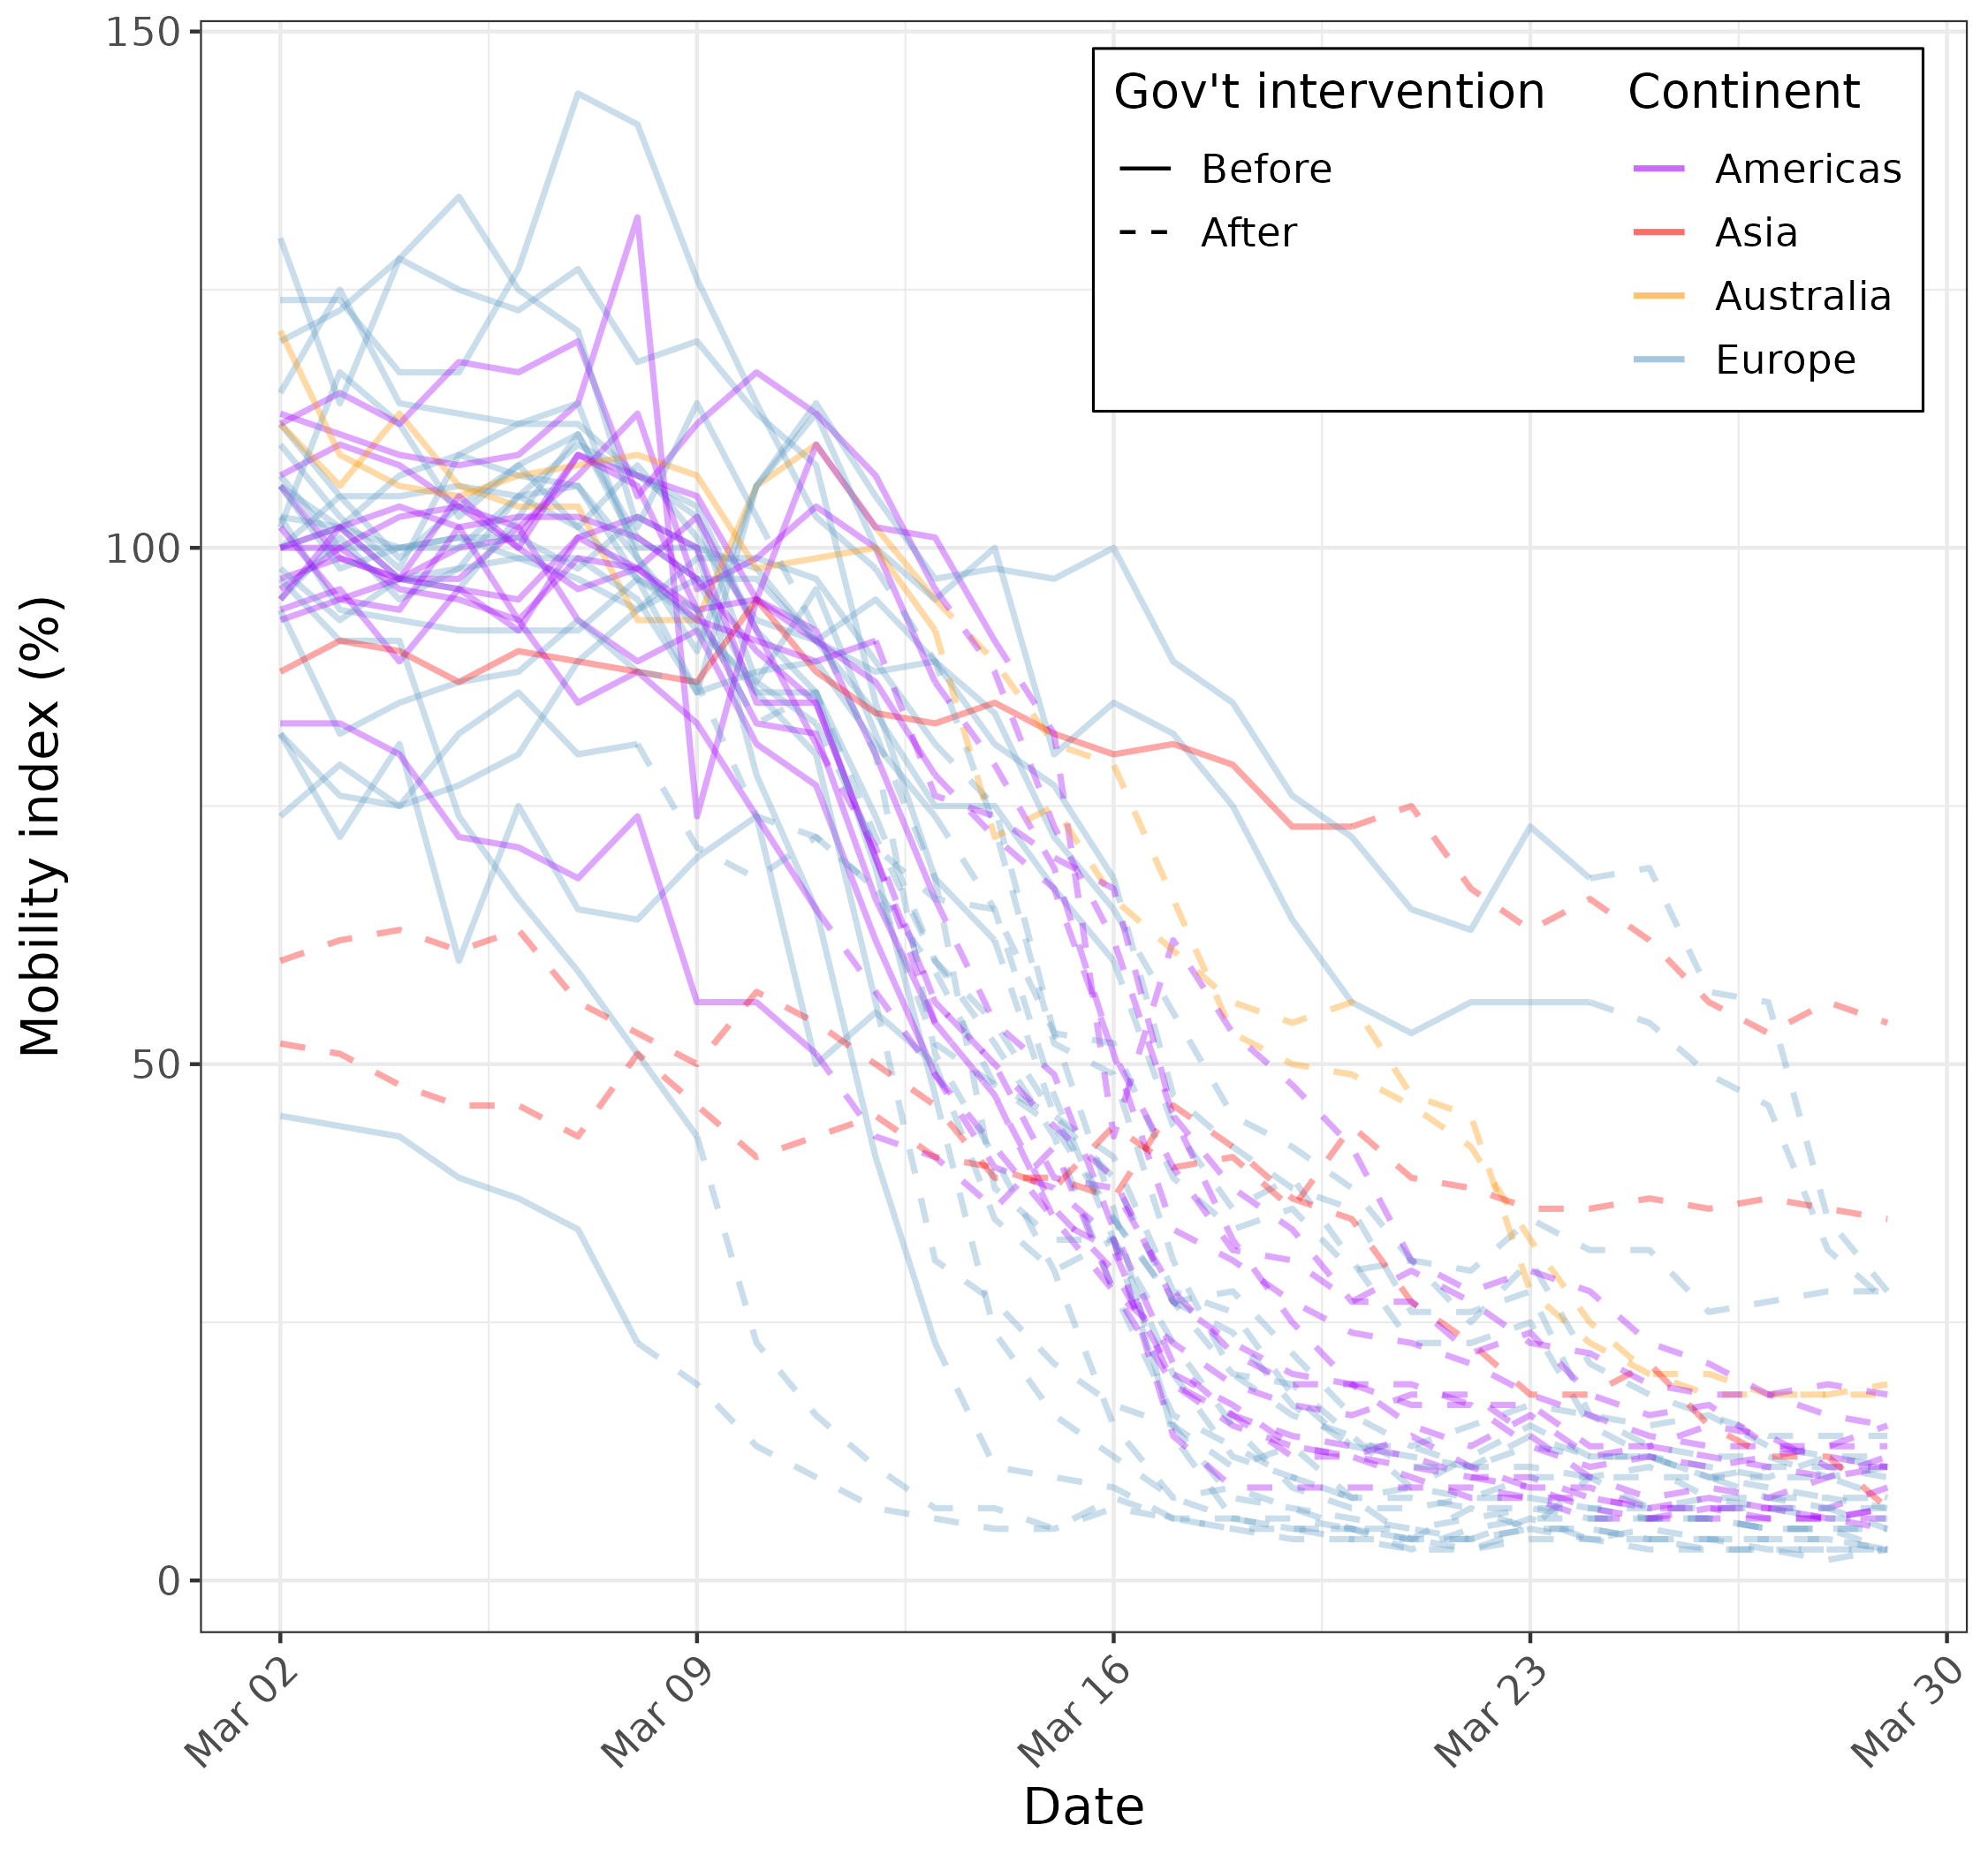 150
100
50
0
Mobility index (%)
Gov't intervention
Before
After
Continent
Americas
Asia
Australia
Europe
Mar 02
Mar 09
Mar 16
Mar 23
Mar 30
Date